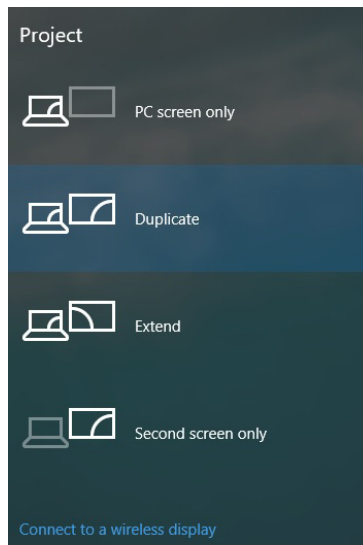 Project
PC screen only
Duplicate
Extend
Second screen only
Connect to a wireless display